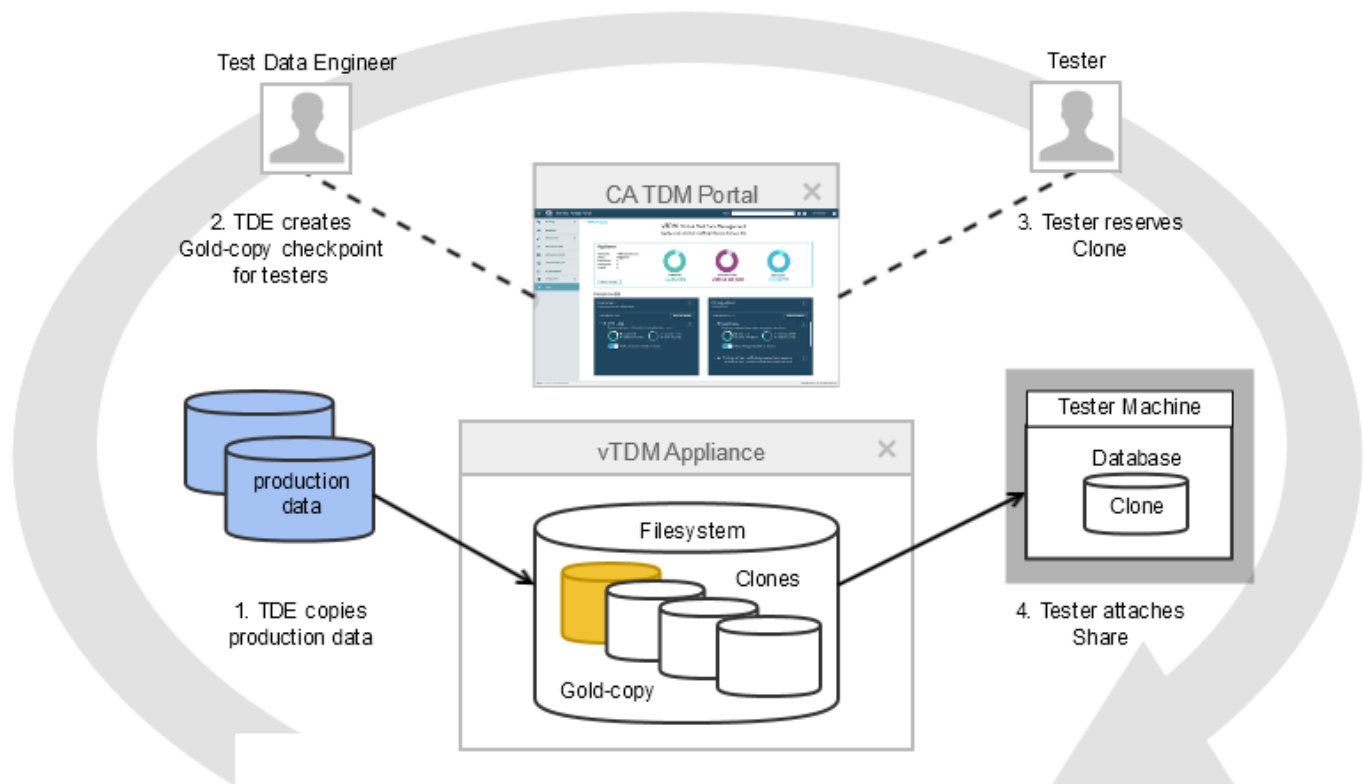 Test Data Engineer
Tester
CA TDM Portal
2. TDE creates
Gold-copy checkpoint
for testers
3. Tester reserves
Clone
production
data
vTDM Appliance
Filesystem
Clones
Gold-copy
Tester Machine
Database
Clone
1. TDE copies
production data
4. Tester attaches
Share